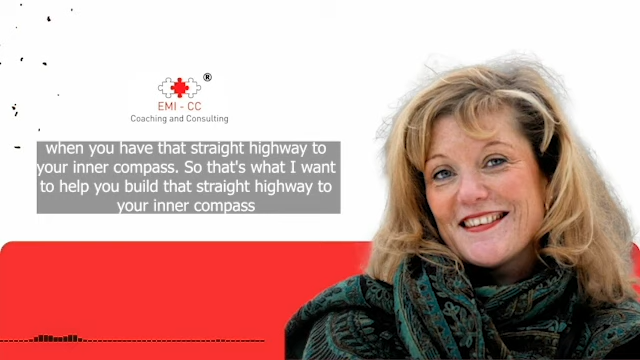 ®
EMI - CC
Coaching and Consulting
when you have that straight highway to
your inner compass. So that's what I want
to help you build that straight highway to
your inner compass